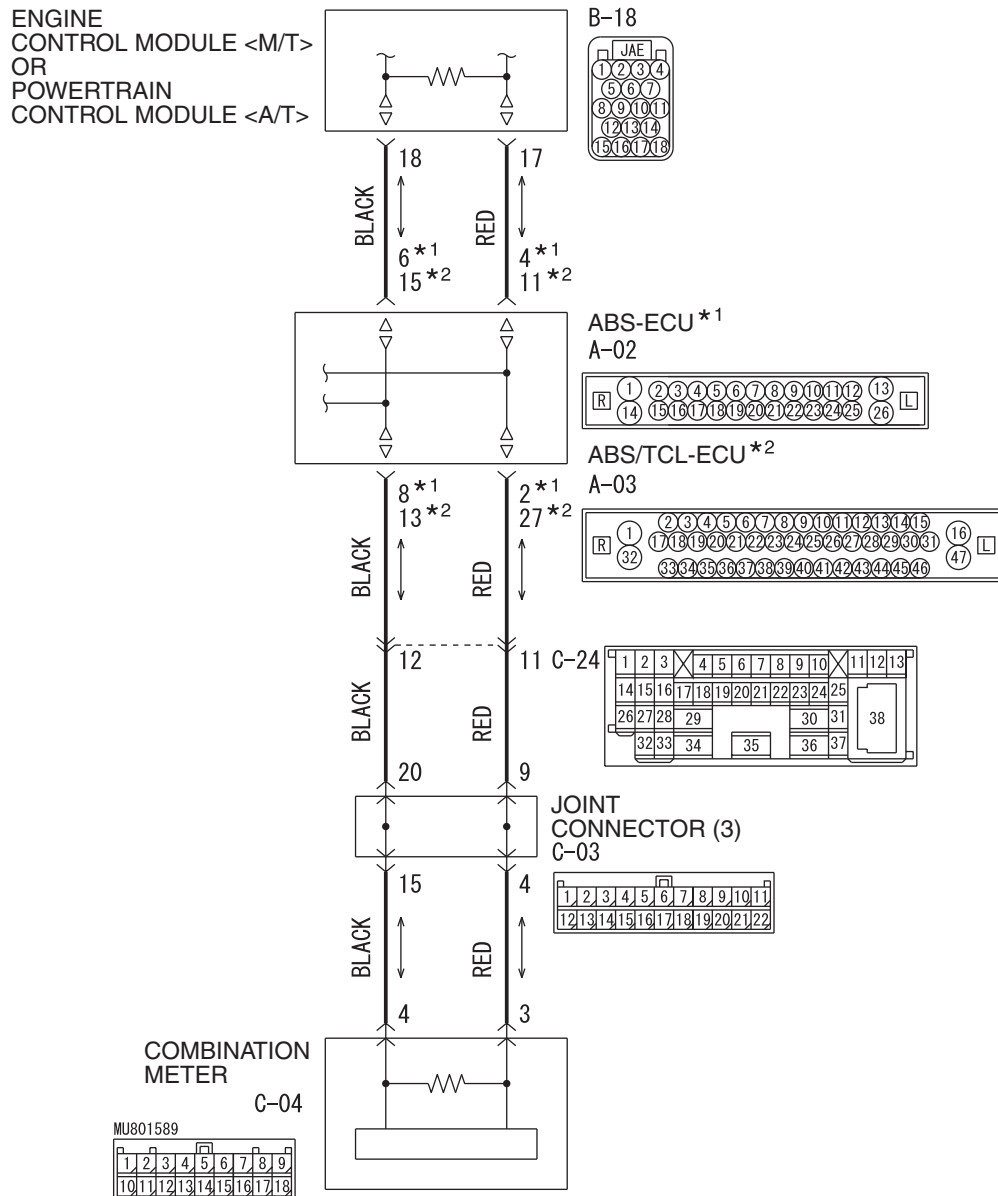 ENGINE
CONTROL MODULE <M/T>
OR
POWERTRAIN
CONTROL MODULE <A/T>
B-18
JAE
1 2 3 4
5 6 7
8 9 10 11
12 13 14
15 16 17 18
18 17
BLACK RED
6*1 4*1
15*2 11*2
ABS-ECU*1
A-02
R 1 2 3 4 5 6 7 8 9 10 11 12 13 L
14 15 16 17 18 19 20 21 22 23 24 25 26
ABS/TCL-ECU*2
A-03
8*1 2*1
13*2 27*2
R 1 2 3 4 5 6 7 8 9 10 11 12 13 14 15 16 L
17 18 19 20 21 22 23 24 25 26 27 28 29 30 31
32 47
33 34 35 36 37 38 39 40 41 42 43 44 45 46
BLACK RED
12 11 C-24
1 2 3 4 5 6 7 8 9 10 11 12 13
14 15 16 17 18 19 20 21 22 23 24 25
26 27 28 29 30 31 38
32 33 34 35 36 37
BLACK RED
20 9
JOINT
CONNECTOR (3)
C-03
15 4
1 2 3 4 5 6 7 8 9 10 11
12 13 14 15 16 17 18 19 20 21 22
BLACK RED
4 3
COMBINATION
METER
C-04
MU801589
1 2 3 4 5 6 7 8 9
10 11 12 13 14 15 16 17 18